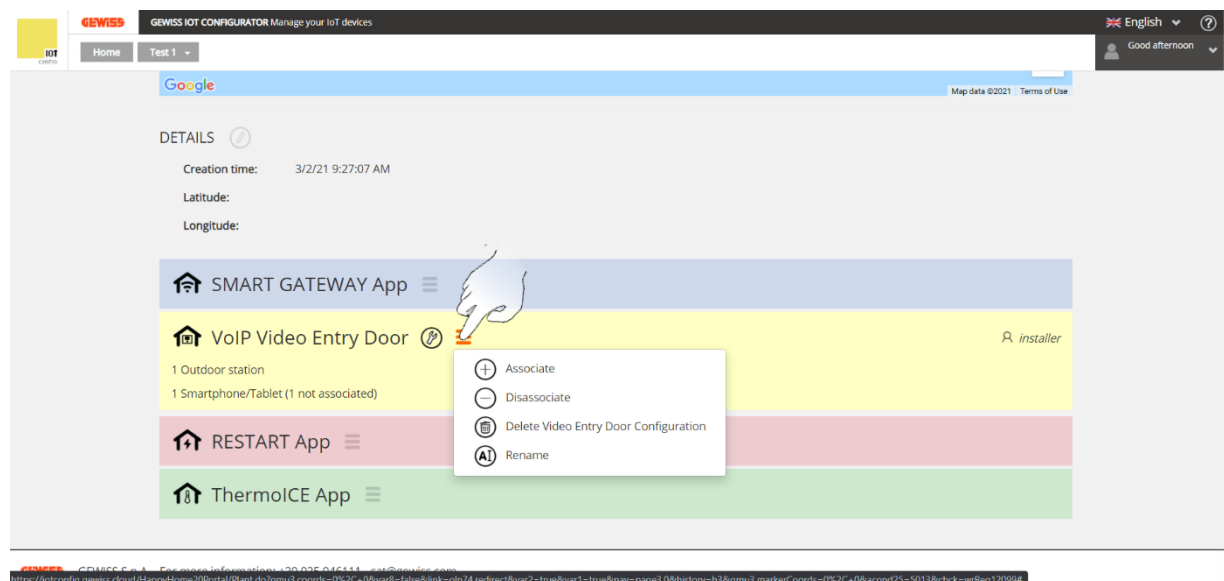 GEWISS
GEWISS IOT CONFIGURATOR Manage your IoT devices
English
?
IOT
CONFIG
Home
Test 1
Good afternoon
Google
Map data ©2021
Terms of Use
DETAILS
Creation time: 3/2/21 9:27:07 AM
Latitude:
Longitude:
SMART GATEWAY App
VoIP Video Entry Door
installer
1 Outdoor station
1 Smartphone/Tablet (1 not associated)
Associate
Disassociate
Delete Video Entry Door Configuration
AI Rename
RESTART App
ThermoICE App